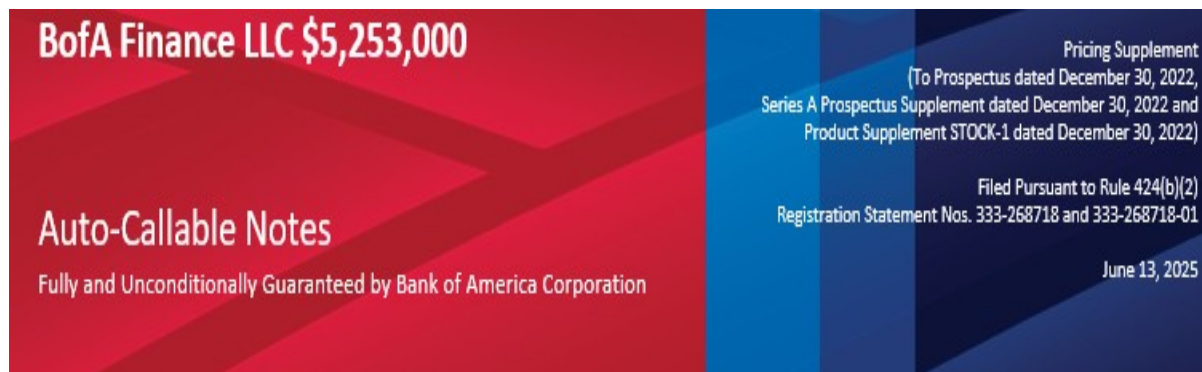 BofA Finance LLC $5,253,000
Auto-Callable Notes
Fully and Unconditionally Guaranteed by Bank of America Corporation
Pricing Supplement
(To Prospectus dated December 30, 2022,
Series A Prospectus Supplement dated December 30, 2022 and
Product Supplement STOCK-1 dated December 30, 2022)
Filed Pursuant to Rule 424(b)(2)
Registration Statement Nos. 333-268718 and 333-268718-01
June 13, 2025